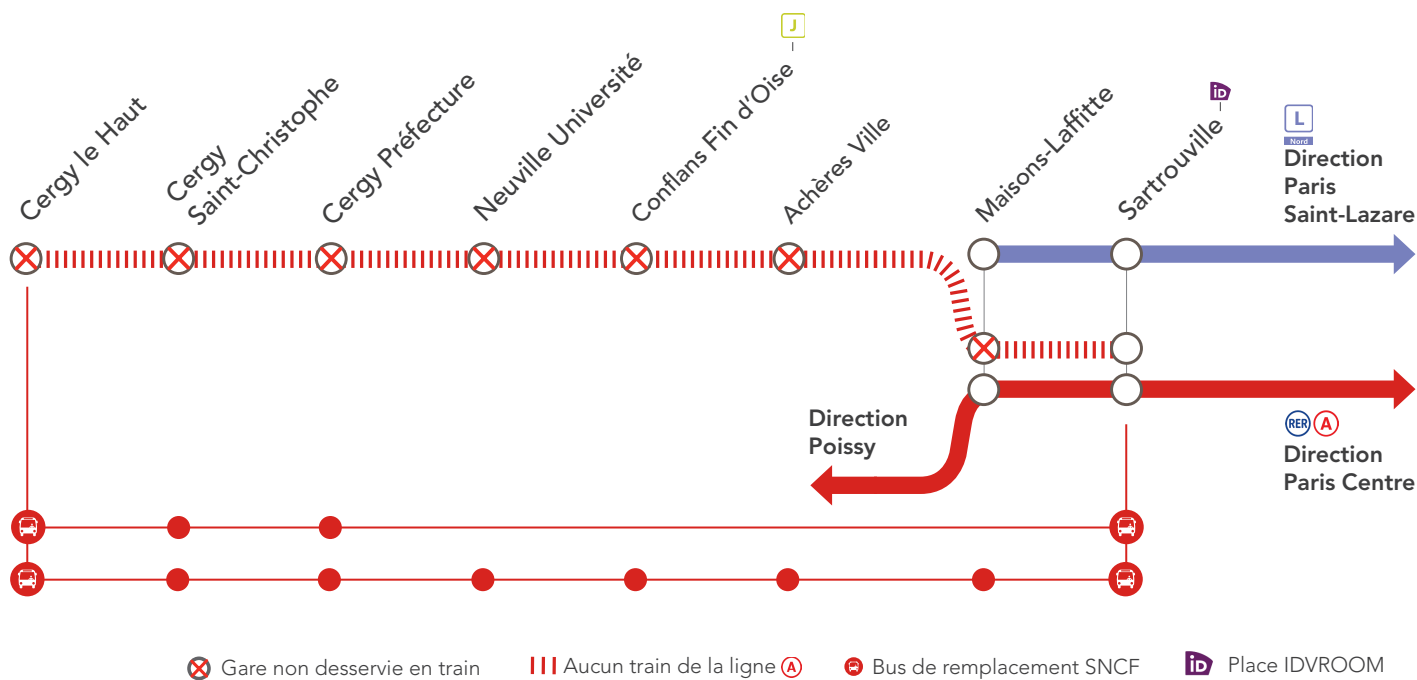 J
Cergy le Haut
Cergy
Saint-Christophe
Cergy Préfecture
Neuville Université
Conflans Fin d'Oise
Achères Ville
Maisons-Laffitte
Sartrouville
iD
L
Nord
Direction
Paris
Saint-Lazare
Direction
Poissy
RER A
Direction
Paris Centre
Gare non desservie en train
Aucun train de la ligne A
Bus de remplacement SNCF
iD Place IDVROOM